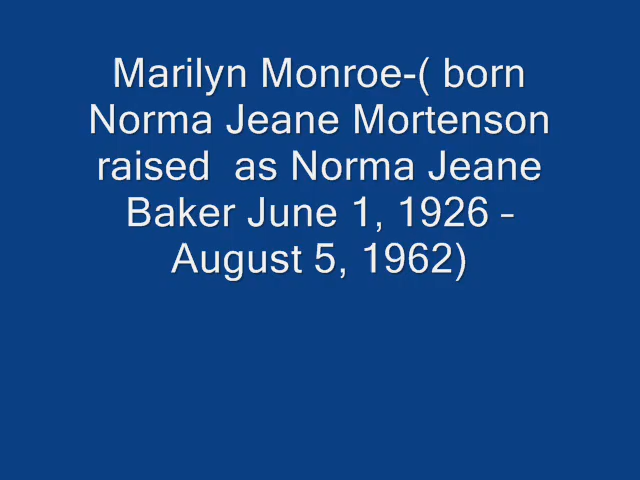 Marilyn Monroe-( born
Norma Jeane Mortenson
raised  as Norma Jeane
Baker June 1, 1926 –
August 5, 1962)